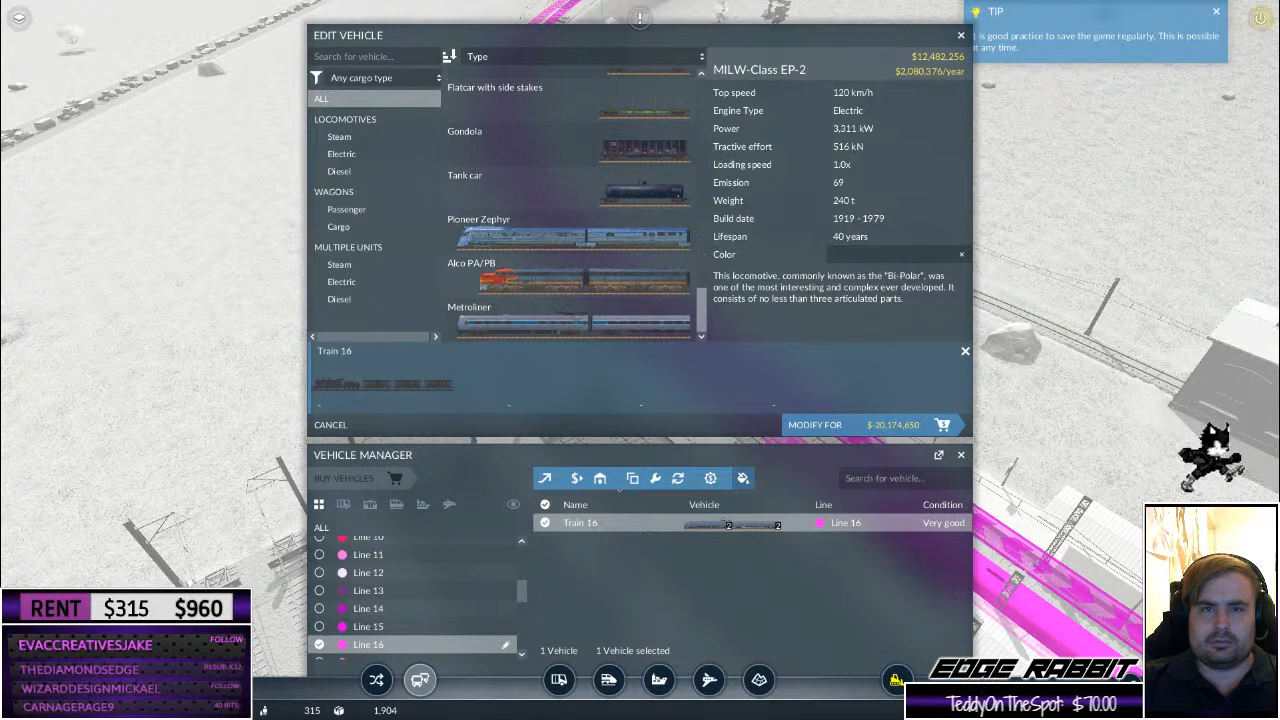 TIP
is good practice to save the game regularly. This is possible
at any time.
EDIT VEHICLE
Search for vehicle...
Type
Any cargo type
ALL
LOCOMOTIVES
Steam
Electric
Diesel
WAGONS
Passenger
Cargo
MULTIPLE UNITS
Steam
Electric
Diesel
Flatcar with side stakes
Gondola
Tank car
Pioneer Zephyr
Alco PA/PB
Metroliner
$12,482,256
MILW-Class EP-2
$2,080,376/year
Top speed 120 km/h
Engine Type Electric
Power 3,311 kW
Tractive effort 516 kN
Loading speed 1.0x
Emission 69
Weight 240 t
Build date 1919 - 1979
Lifespan 40 years
Color
This locomotive, commonly known as the "Bi-Polar", was
one of the most interesting and complex ever developed. It
consists of no less than three articulated parts.
Train 16
CANCEL
MODIFY FOR $-20,174,650
VEHICLE MANAGER
BUY VEHICLES
Search for vehicle...
Name Vehicle Line Condition
Train 16 2 2 Line 16 Very good
ALL
Line 10
Line 11
Line 12
Line 13
Line 14
Line 15
Line 16
1 Vehicle 1 Vehicle selected
315 1,904
RENT $315 $960
EVACCREATIVESJAKE FOLLOW
THEDIAMONDSEDGE RESUB X32
WIZARDDESIGNMICKAEL FOLLOW
CARNAGERAGE9 40 BITS
EDGE RABBIT
TeddyOnTheSpot: $70.00